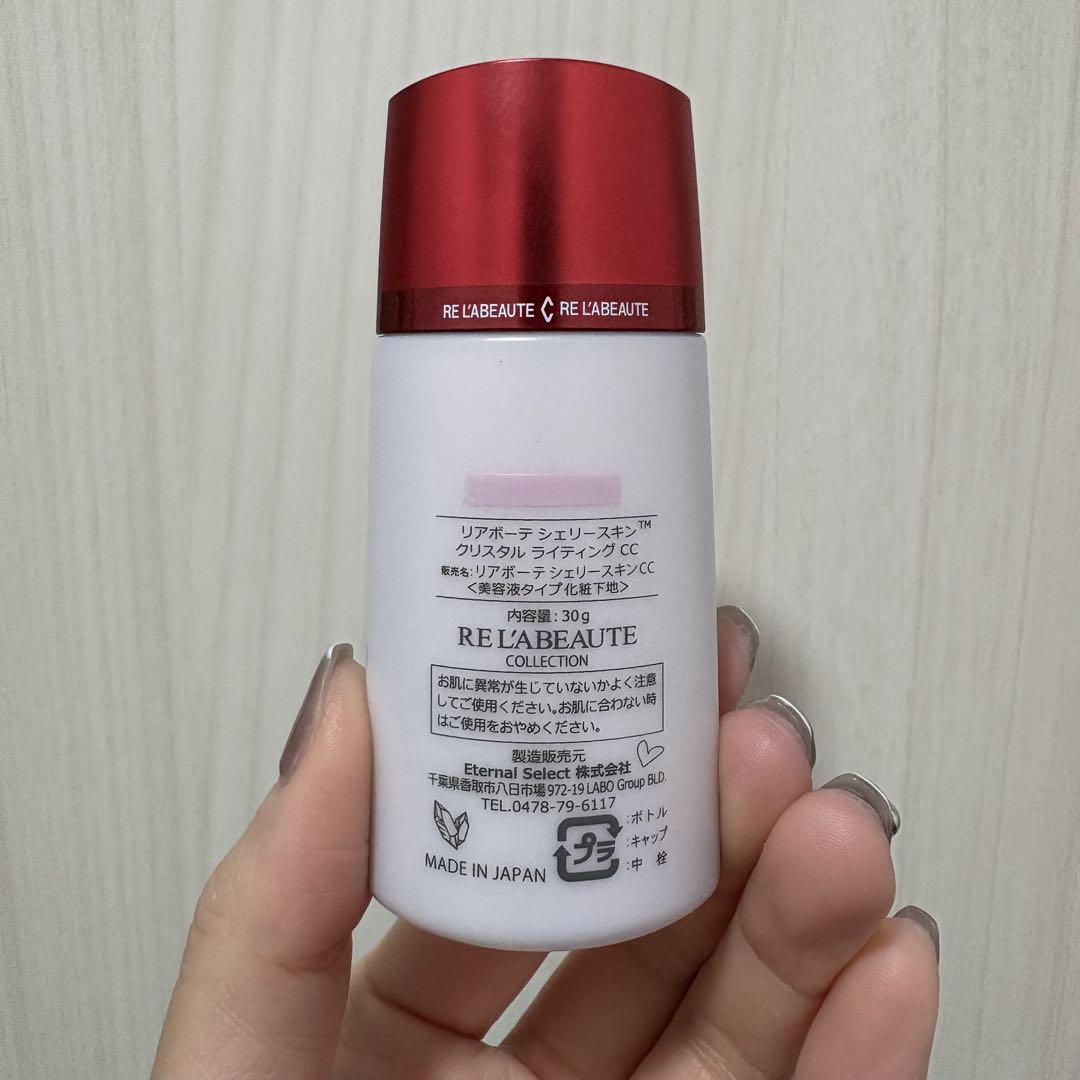 RE L'ABEAUTE RE L'ABEAUTE
リアボーテ シェリースキン™
クリスタル ライティング CC
販売名:リアボーテ シェリースキンCC
<美容液タイプ化粧下地>
内容量:30g
RE L'ABEAUTE
COLLECTION
お肌に異常が生じていないかよく注意
してご使用ください。お肌に合わない時
はご使用をおやめください。
製造販売元
Eternal Select 株式会社
千葉県香取市八日市場972-19 LABO Group BLD.
TEL.0478-79-6117
プラ
:ボトル
:キャップ
:中 栓
MADE IN JAPAN